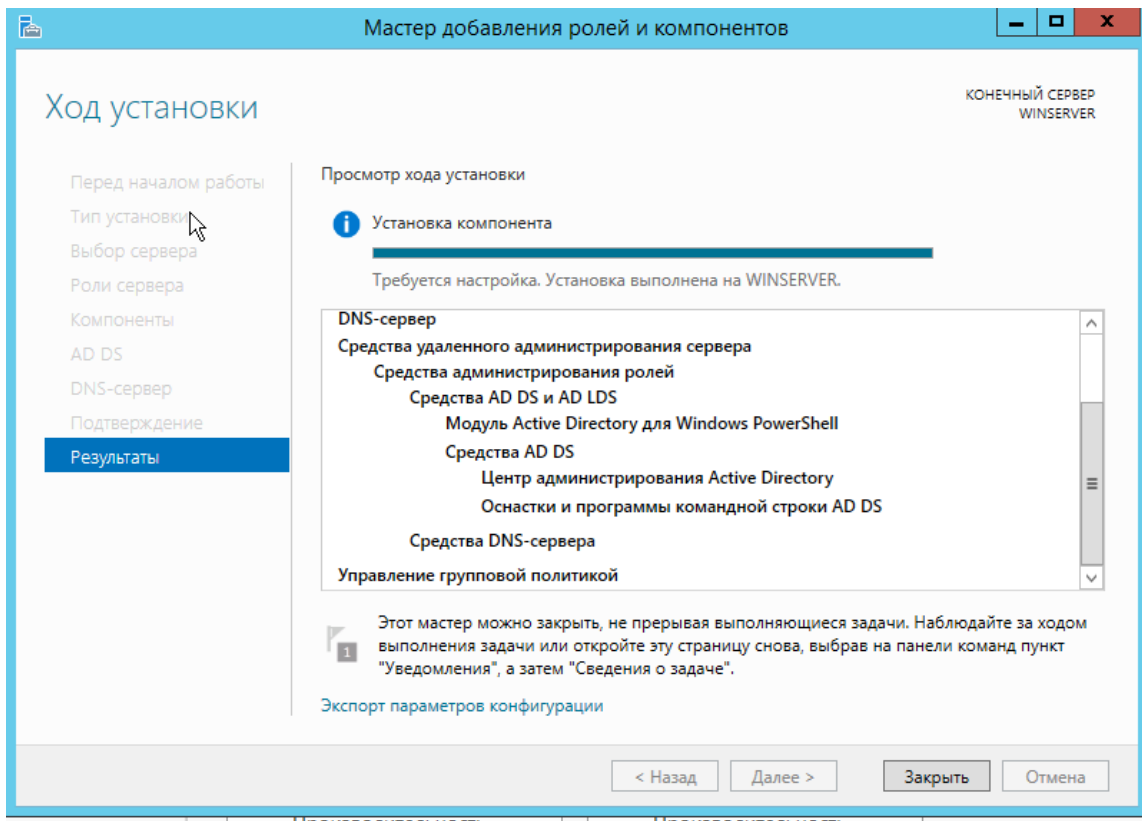 Мастер добавления ролей и компонентов
Ход установки
КОНЕЧНЫЙ СЕРВЕР
WINSERVER
Перед началом работы
Тип установки
Выбор сервера
Роли сервера
Компоненты
AD DS
DNS-сервер
Подтверждение
Результаты
Просмотр хода установки
Установка компонента
Требуется настройка. Установка выполнена на WINSERVER.
DNS-сервер
Средства удаленного администрирования сервера
Средства администрирования ролей
Средства AD DS и AD LDS
Модуль Active Directory для Windows PowerShell
Средства AD DS
Центр администрирования Active Directory
Оснастки и программы командной строки AD DS
Средства DNS-сервера
Управление групповой политикой
1
Этот мастер можно закрыть, не прерывая выполняющиеся задачи. Наблюдайте за ходом
выполнения задачи или откройте эту страницу снова, выбрав на панели команд пункт
"Уведомления", а затем "Сведения о задаче".
Экспорт параметров конфигурации
< Назад
Далее >
Закрыть
Отмена